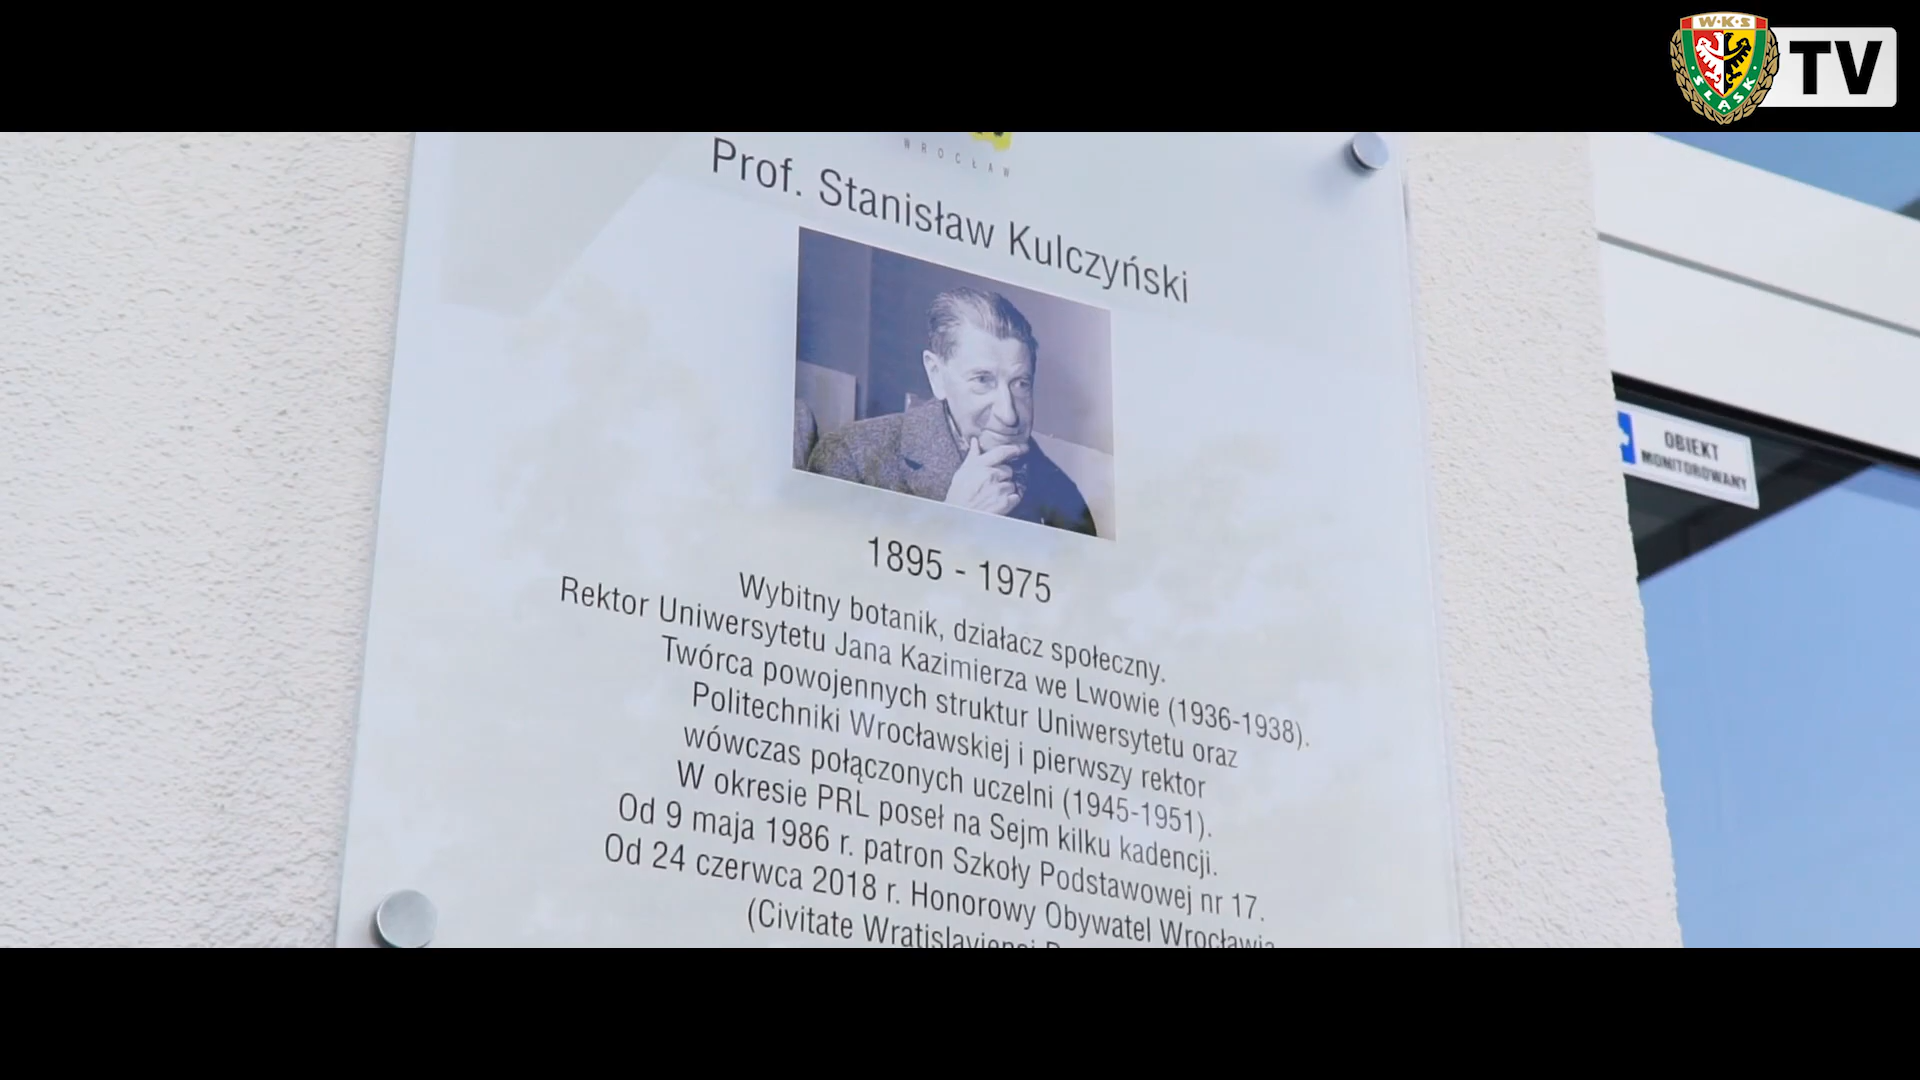 W·K·S
ŚLĄSK
TV
WROCŁAW
Prof. Stanisław Kulczyński
1895 - 1975
Wybitny botanik, działacz społeczny.
Rektor Uniwersytetu Jana Kazimierza we Lwowie (1936-1938).
Twórca powojennych struktur Uniwersytetu oraz
Politechniki Wrocławskiej i pierwszy rektor
wówczas połączonych uczelni (1945-1951).
W okresie PRL poseł na Sejm kilku kadencji.
Od 9 maja 1986 r. patron Szkoły Podstawowej nr 17.
Od 24 czerwca 2018 r. Honorowy Obywatel Wrocławia
(Civitate Wratislaviensi
OBIEKT
MONITOROWANY